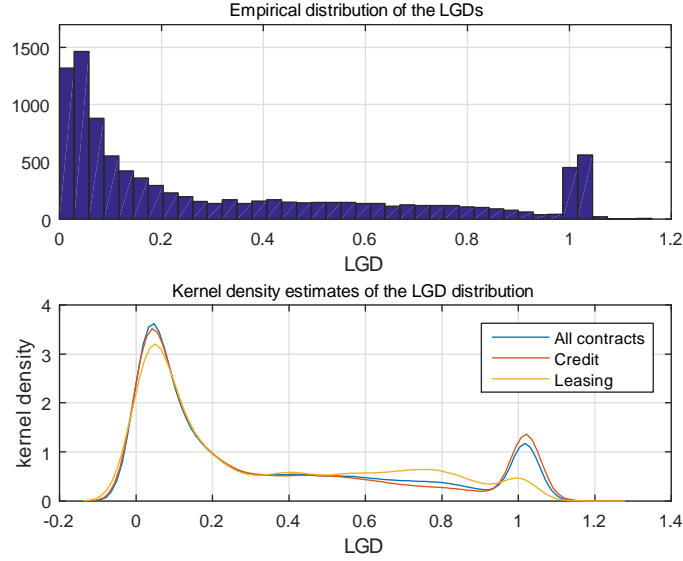 Empirical distribution of the LGDs
1500
1000
500
0
0 0.2 0.4 0.6 0.8 1 1.2
LGD
Kernel density estimates of the LGD distribution
kernel density
4
3
2
1
0
All contracts
Credit
Leasing
-0.2 0 0.2 0.4 0.6 0.8 1 1.2 1.4
LGD